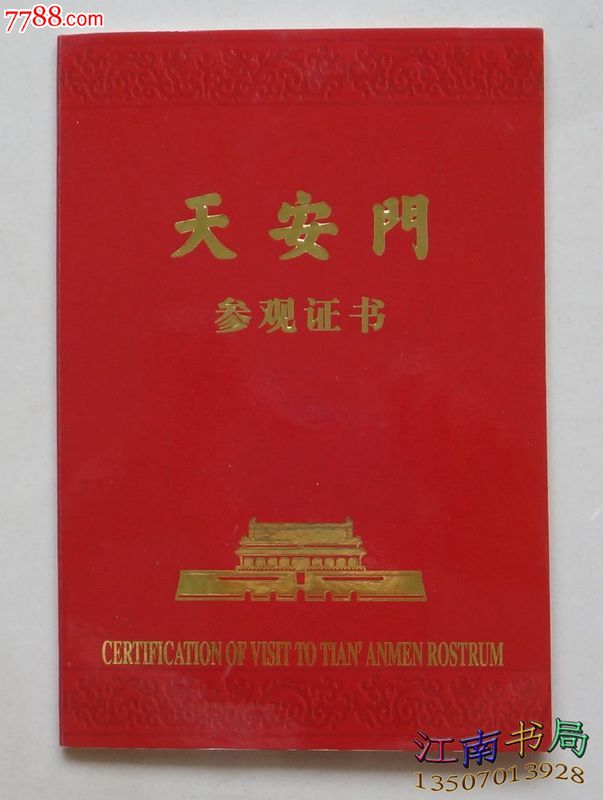 7788.com
天安門
参观证书
CERTIFICATION OF VISIT TO TIAN' ANMEN ROSTRUM
江南书局
13507013928